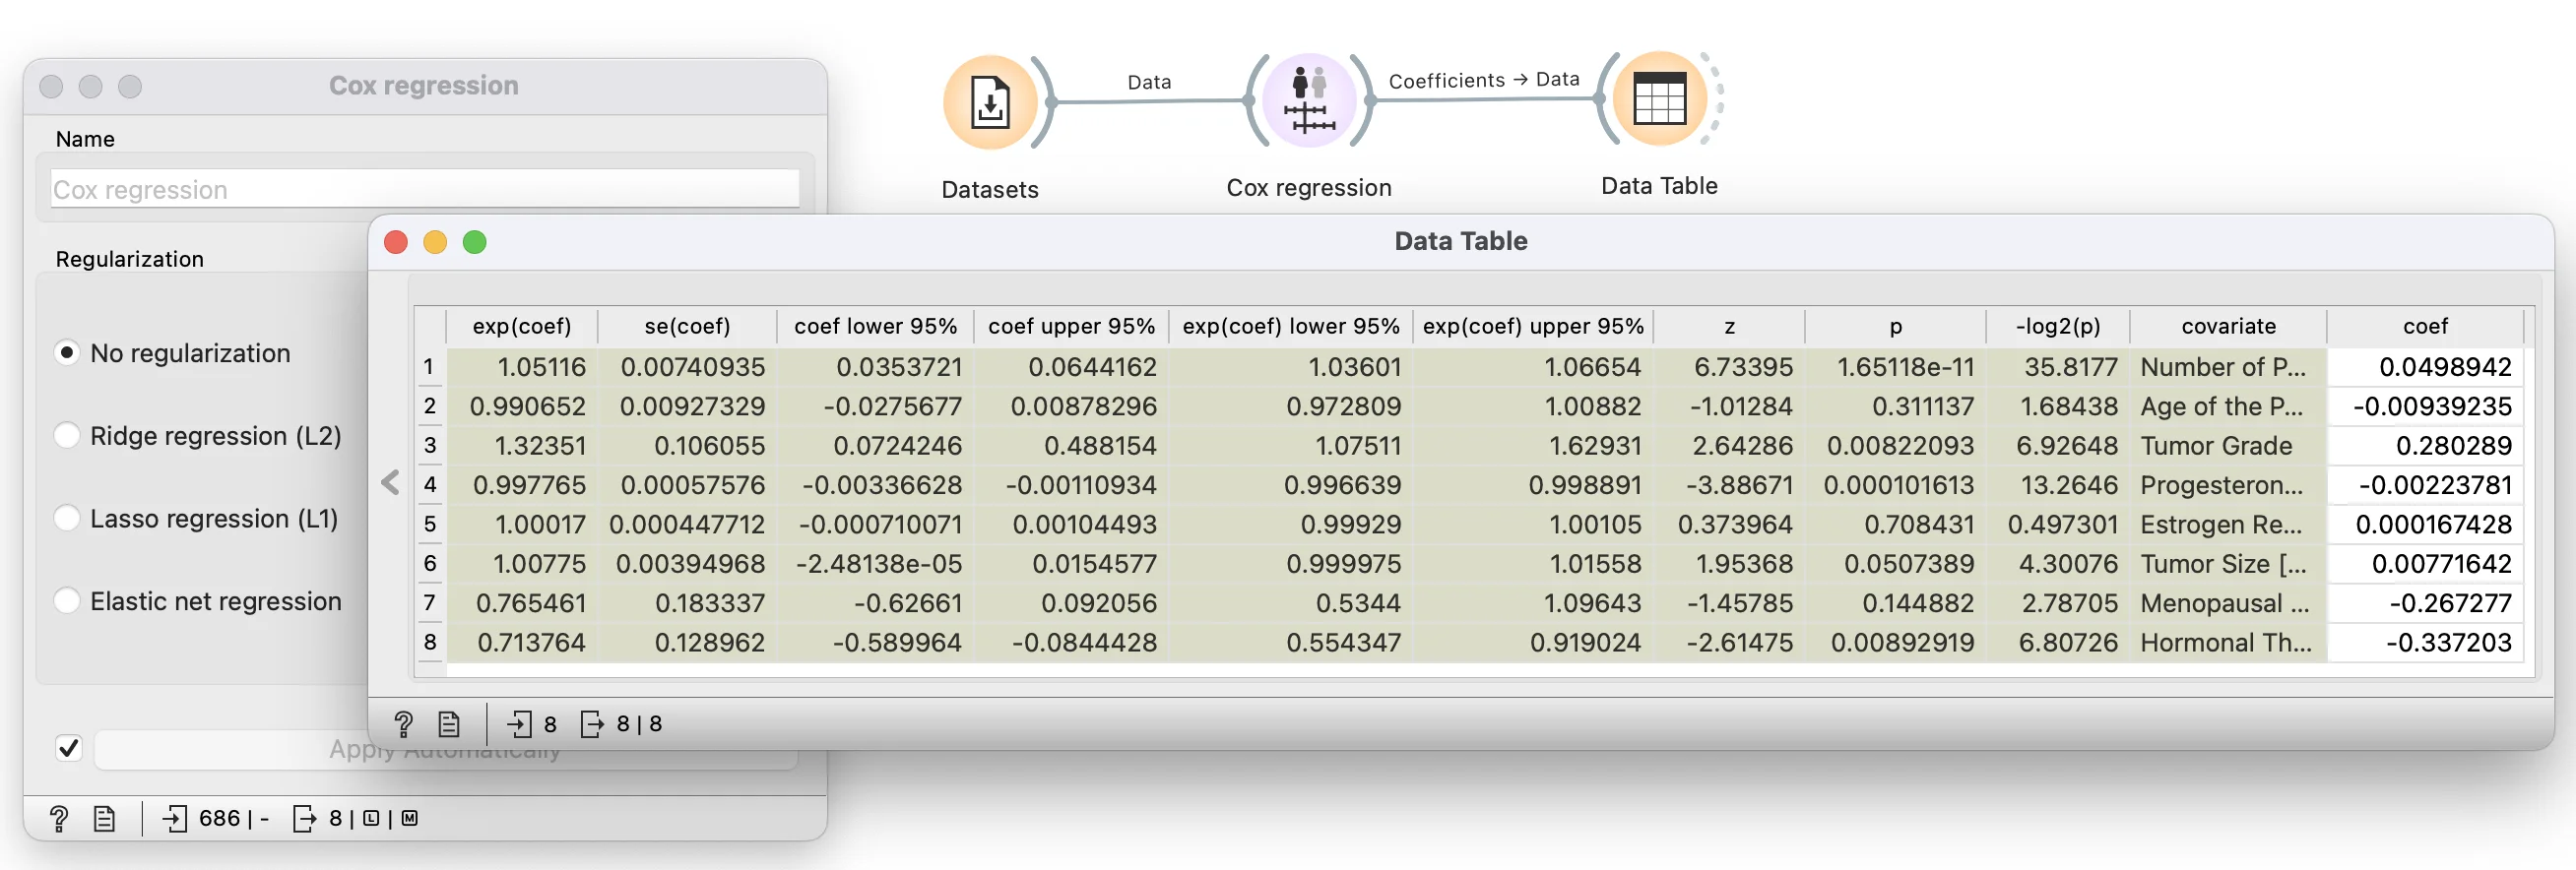 Data
Coefficients → Data
Datasets
Cox regression
Data Table
Cox regression
Name
Cox regression
Regularization
No regularization
Ridge regression (L2)
Lasso regression (L1)
Elastic net regression
Apply Automatically
686 | -
8 | L | M
Data Table
exp(coef) se(coef) coef lower 95% coef upper 95% exp(coef) lower 95% exp(coef) upper 95% z p -log2(p) covariate coef
1 1.05116 0.00740935 0.0353721 0.0644162 1.03601 1.06654 6.73395 1.65118e-11 35.8177 Number of P... 0.0498942
2 0.990652 0.00927329 -0.0275677 0.00878296 0.972809 1.00882 -1.01284 0.311137 1.68438 Age of the P... -0.00939235
3 1.32351 0.106055 0.0724246 0.488154 1.07511 1.62931 2.64286 0.00822093 6.92648 Tumor Grade 0.280289
4 0.997765 0.00057576 -0.00336628 -0.00110934 0.996639 0.998891 -3.88671 0.000101613 13.2646 Progesteron... -0.00223781
5 1.00017 0.000447712 -0.000710071 0.00104493 0.99929 1.00105 0.373964 0.708431 0.497301 Estrogen Re... 0.000167428
6 1.00775 0.00394968 -2.48138e-05 0.0154577 0.999975 1.01558 1.95368 0.0507389 4.30076 Tumor Size [... 0.00771642
7 0.765461 0.183337 -0.62661 0.092056 0.5344 1.09643 -1.45785 0.144882 2.78705 Menopausal ... -0.267277
8 0.713764 0.128962 -0.589964 -0.0844428 0.554347 0.919024 -2.61475 0.00892919 6.80726 Hormonal Th... -0.337203
8
8 | 8